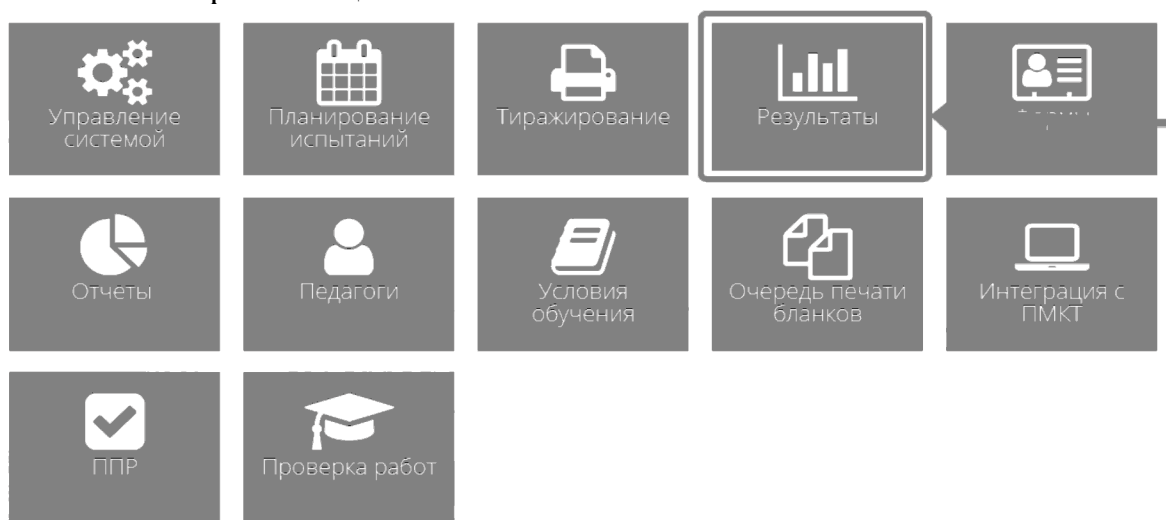 Управление
системой
Планирование
испытаний
Тиражирование
Результаты
Отчеты
Педагоги
Условия
обучения
Очередь печати
бланков
Интеграция с
ПМКТ
ППР
Проверка работ